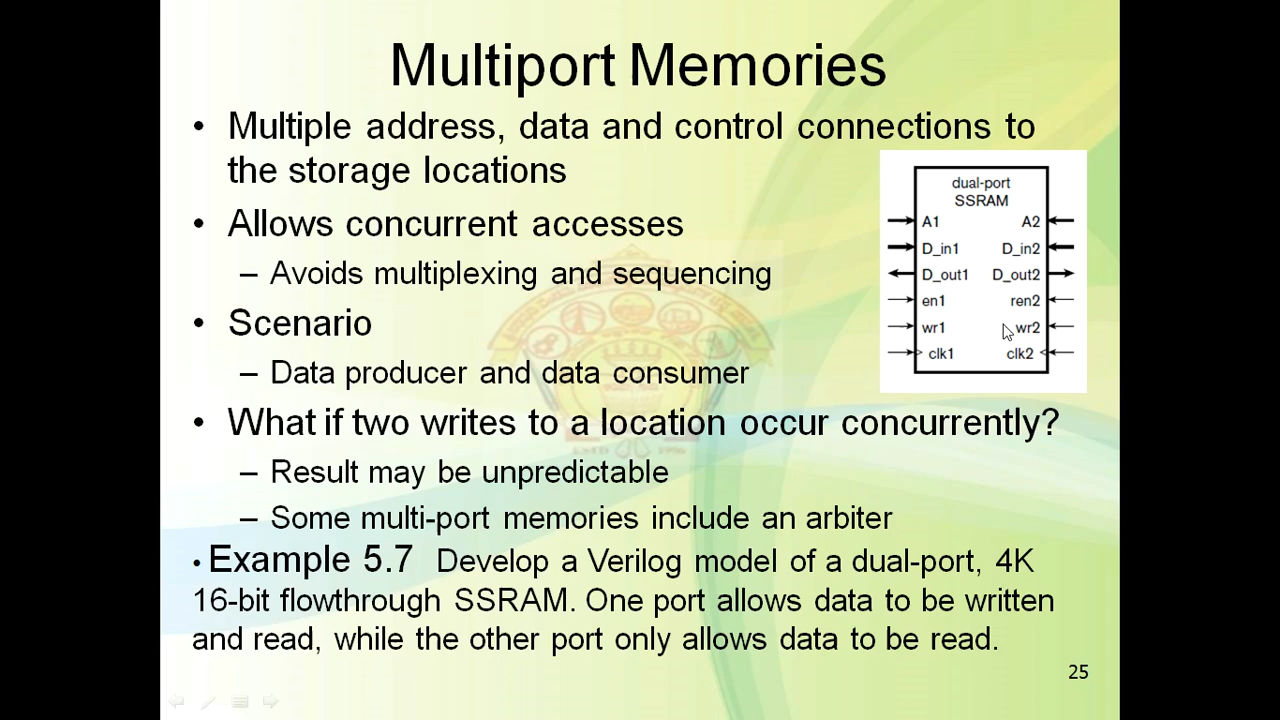 Multiport Memories
• Multiple address, data and control connections to
the storage locations
• Allows concurrent accesses
– Avoids multiplexing and sequencing
• Scenario
– Data producer and data consumer
• What if two writes to a location occur concurrently?
– Result may be unpredictable
– Some multi-port memories include an arbiter
• Example 5.7 Develop a Verilog model of a dual-port, 4K
16-bit flowthrough SSRAM. One port allows data to be written
and read, while the other port only allows data to be read.
dual-port
SSRAM
A1 A2
D_in1 D_in2
D_out1 D_out2
en1 ren2
wr1 wr2
clk1 clk2
25